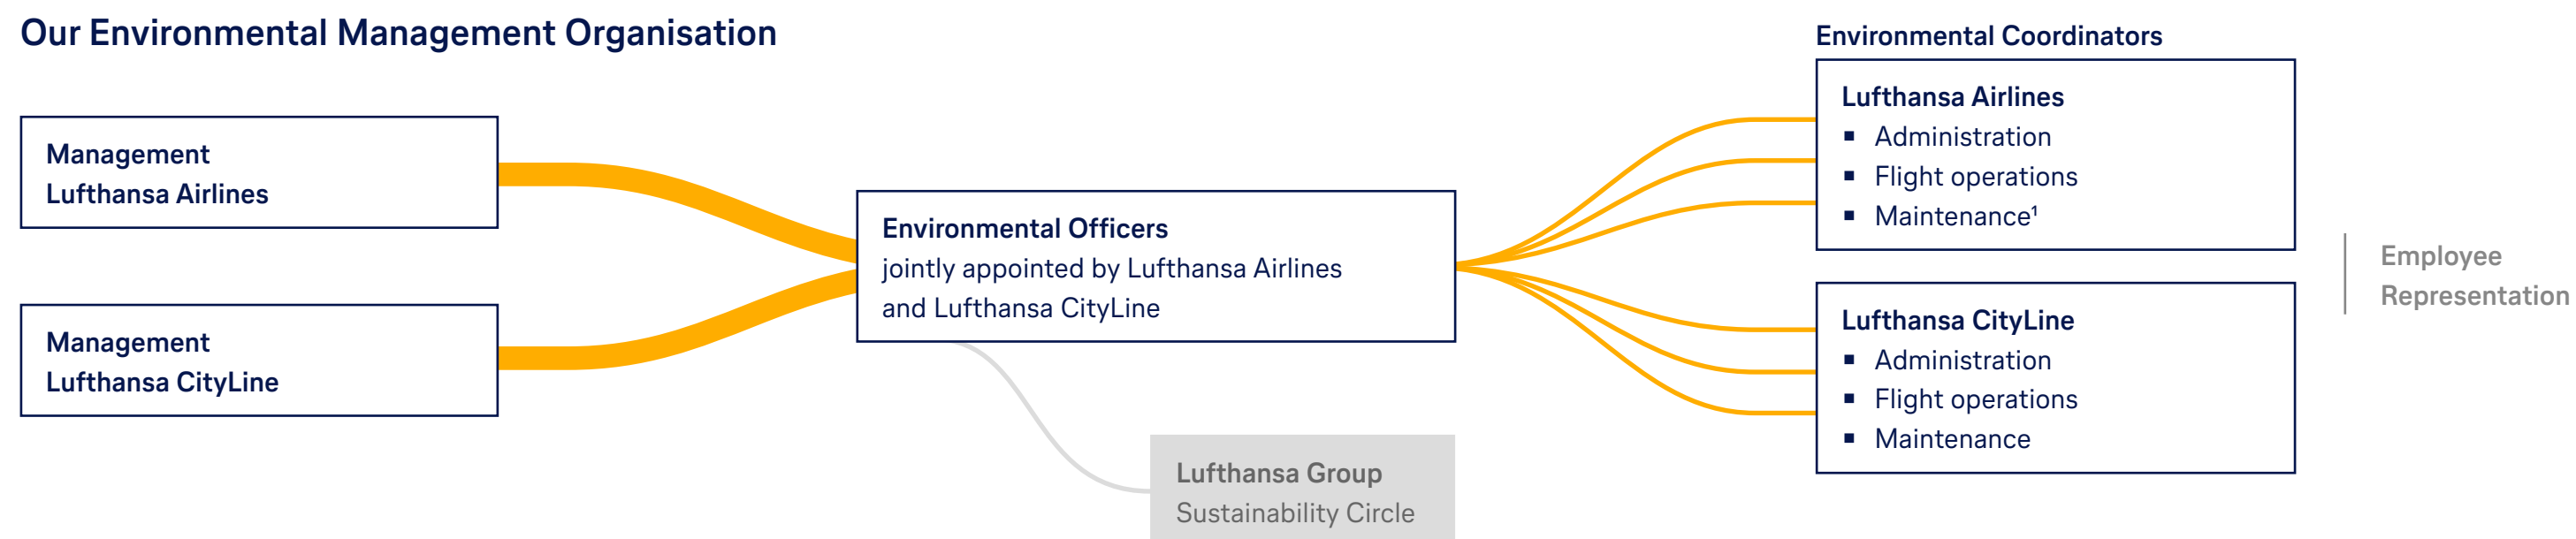 Our Environmental Management Organisation
Management
Lufthansa Airlines
Management
Lufthansa CityLine
Environmental Officers
jointly appointed by Lufthansa Airlines
and Lufthansa CityLine
Lufthansa Group
Sustainability Circle
Environmental Coordinators
Lufthansa Airlines
▪ Administration
▪ Flight operations
▪ Maintenance¹
Lufthansa CityLine
▪ Administration
▪ Flight operations
▪ Maintenance
Employee
Representation